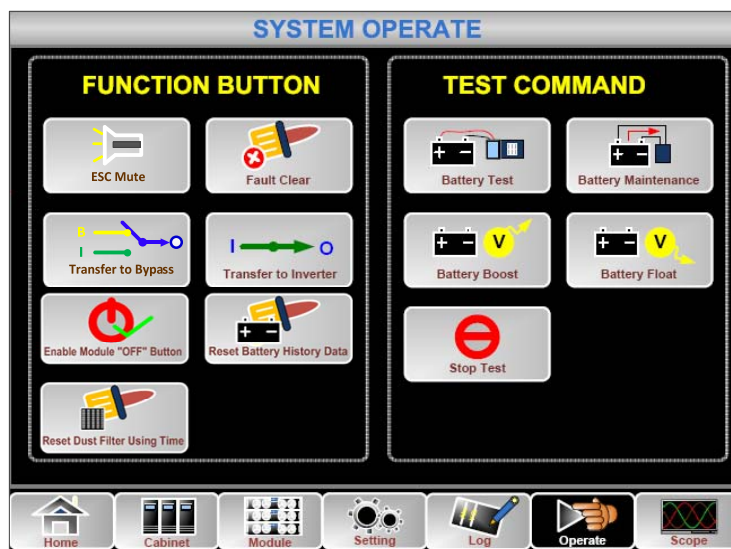 SYSTEM OPERATE
FUNCTION BUTTON
ESC Mute
Fault Clear
B
I
O
Transfer to Bypass
I
O
Transfer to Inverter
Enable Module "OFF" Button
Reset Battery History Data
Reset Dust Filter Using Time
TEST COMMAND
Battery Test
Battery Maintenance
V
Battery Boost
V
Battery Float
Stop Test
Home
Cabinet
Module
Setting
Log
Operate
Scope